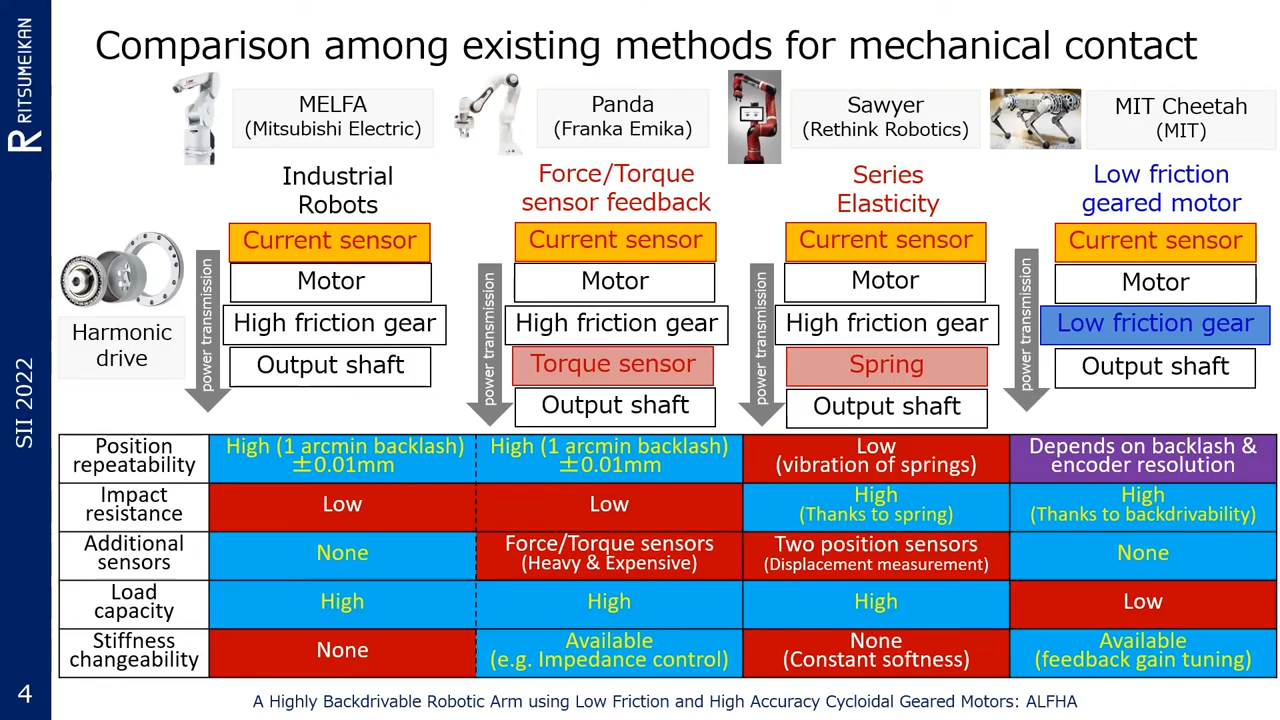 RITSUMEIKAN
SII 2022
4
Comparison among existing methods for mechanical contact
MELFA
(Mitsubishi Electric)
Panda
(Franka Emika)
Sawyer
(Rethink Robotics)
MIT Cheetah
(MIT)
Industrial
Robots
Force/Torque
sensor feedback
Series
Elasticity
Low friction
geared motor
Harmonic
drive
power transmission
Current sensor
Motor
High friction gear
Output shaft
power transmission
Current sensor
Motor
High friction gear
Torque sensor
Output shaft
power transmission
Current sensor
Motor
High friction gear
Spring
Output shaft
power transmission
Current sensor
Motor
Low friction gear
Output shaft
Position
repeatability
High (1 arcmin backlash)
±0.01mm
High (1 arcmin backlash)
±0.01mm
Low
(vibration of springs)
Depends on backlash &
encoder resolution
Impact
resistance
Low
Low
High
(Thanks to spring)
High
(Thanks to backdrivability)
Additional
sensors
None
Force/Torque sensors
(Heavy & Expensive)
Two position sensors
(Displacement measurement)
None
Load
capacity
High
High
High
Low
Stiffness
changeability
None
Available
(e.g. Impedance control)
None
(Constant softness)
Available
(feedback gain tuning)
A Highly Backdrivable Robotic Arm using Low Friction and High Accuracy Cycloidal Geared Motors: ALFHA